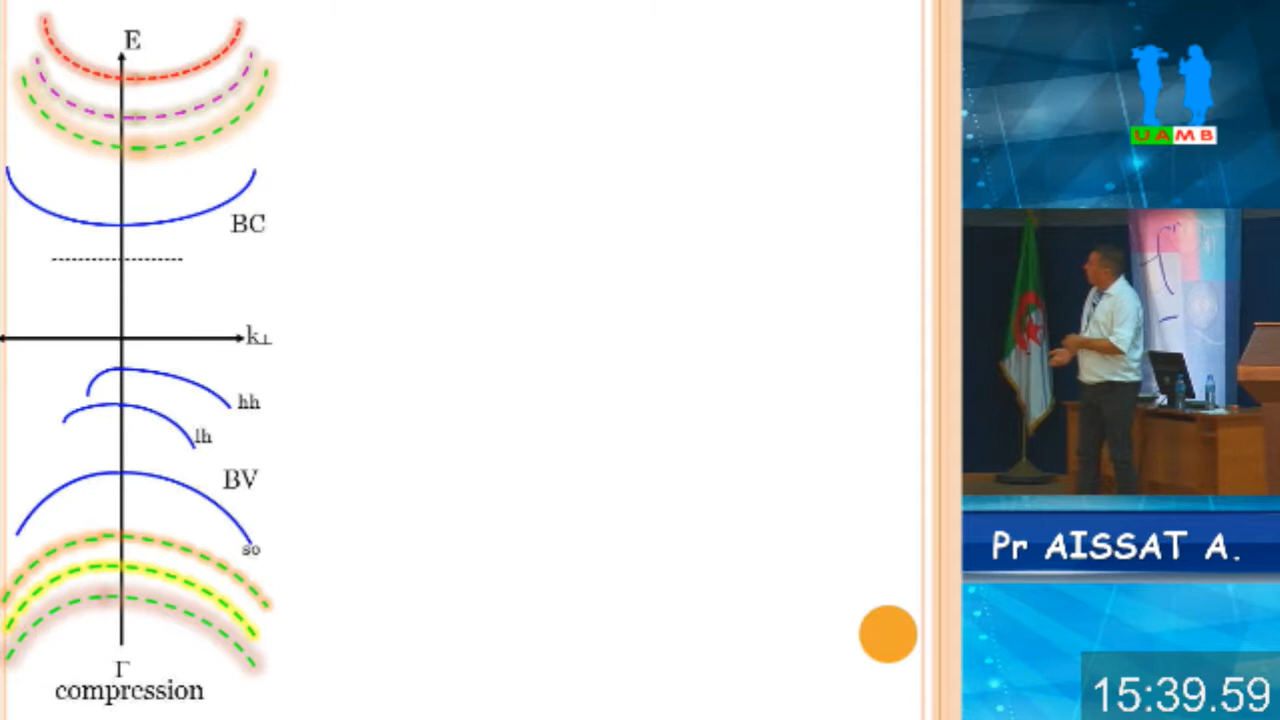 E
BC
k⊥
hh
lh
BV
so
Γ
compression
UAMB
Pr AISSAT A.
15:39.59